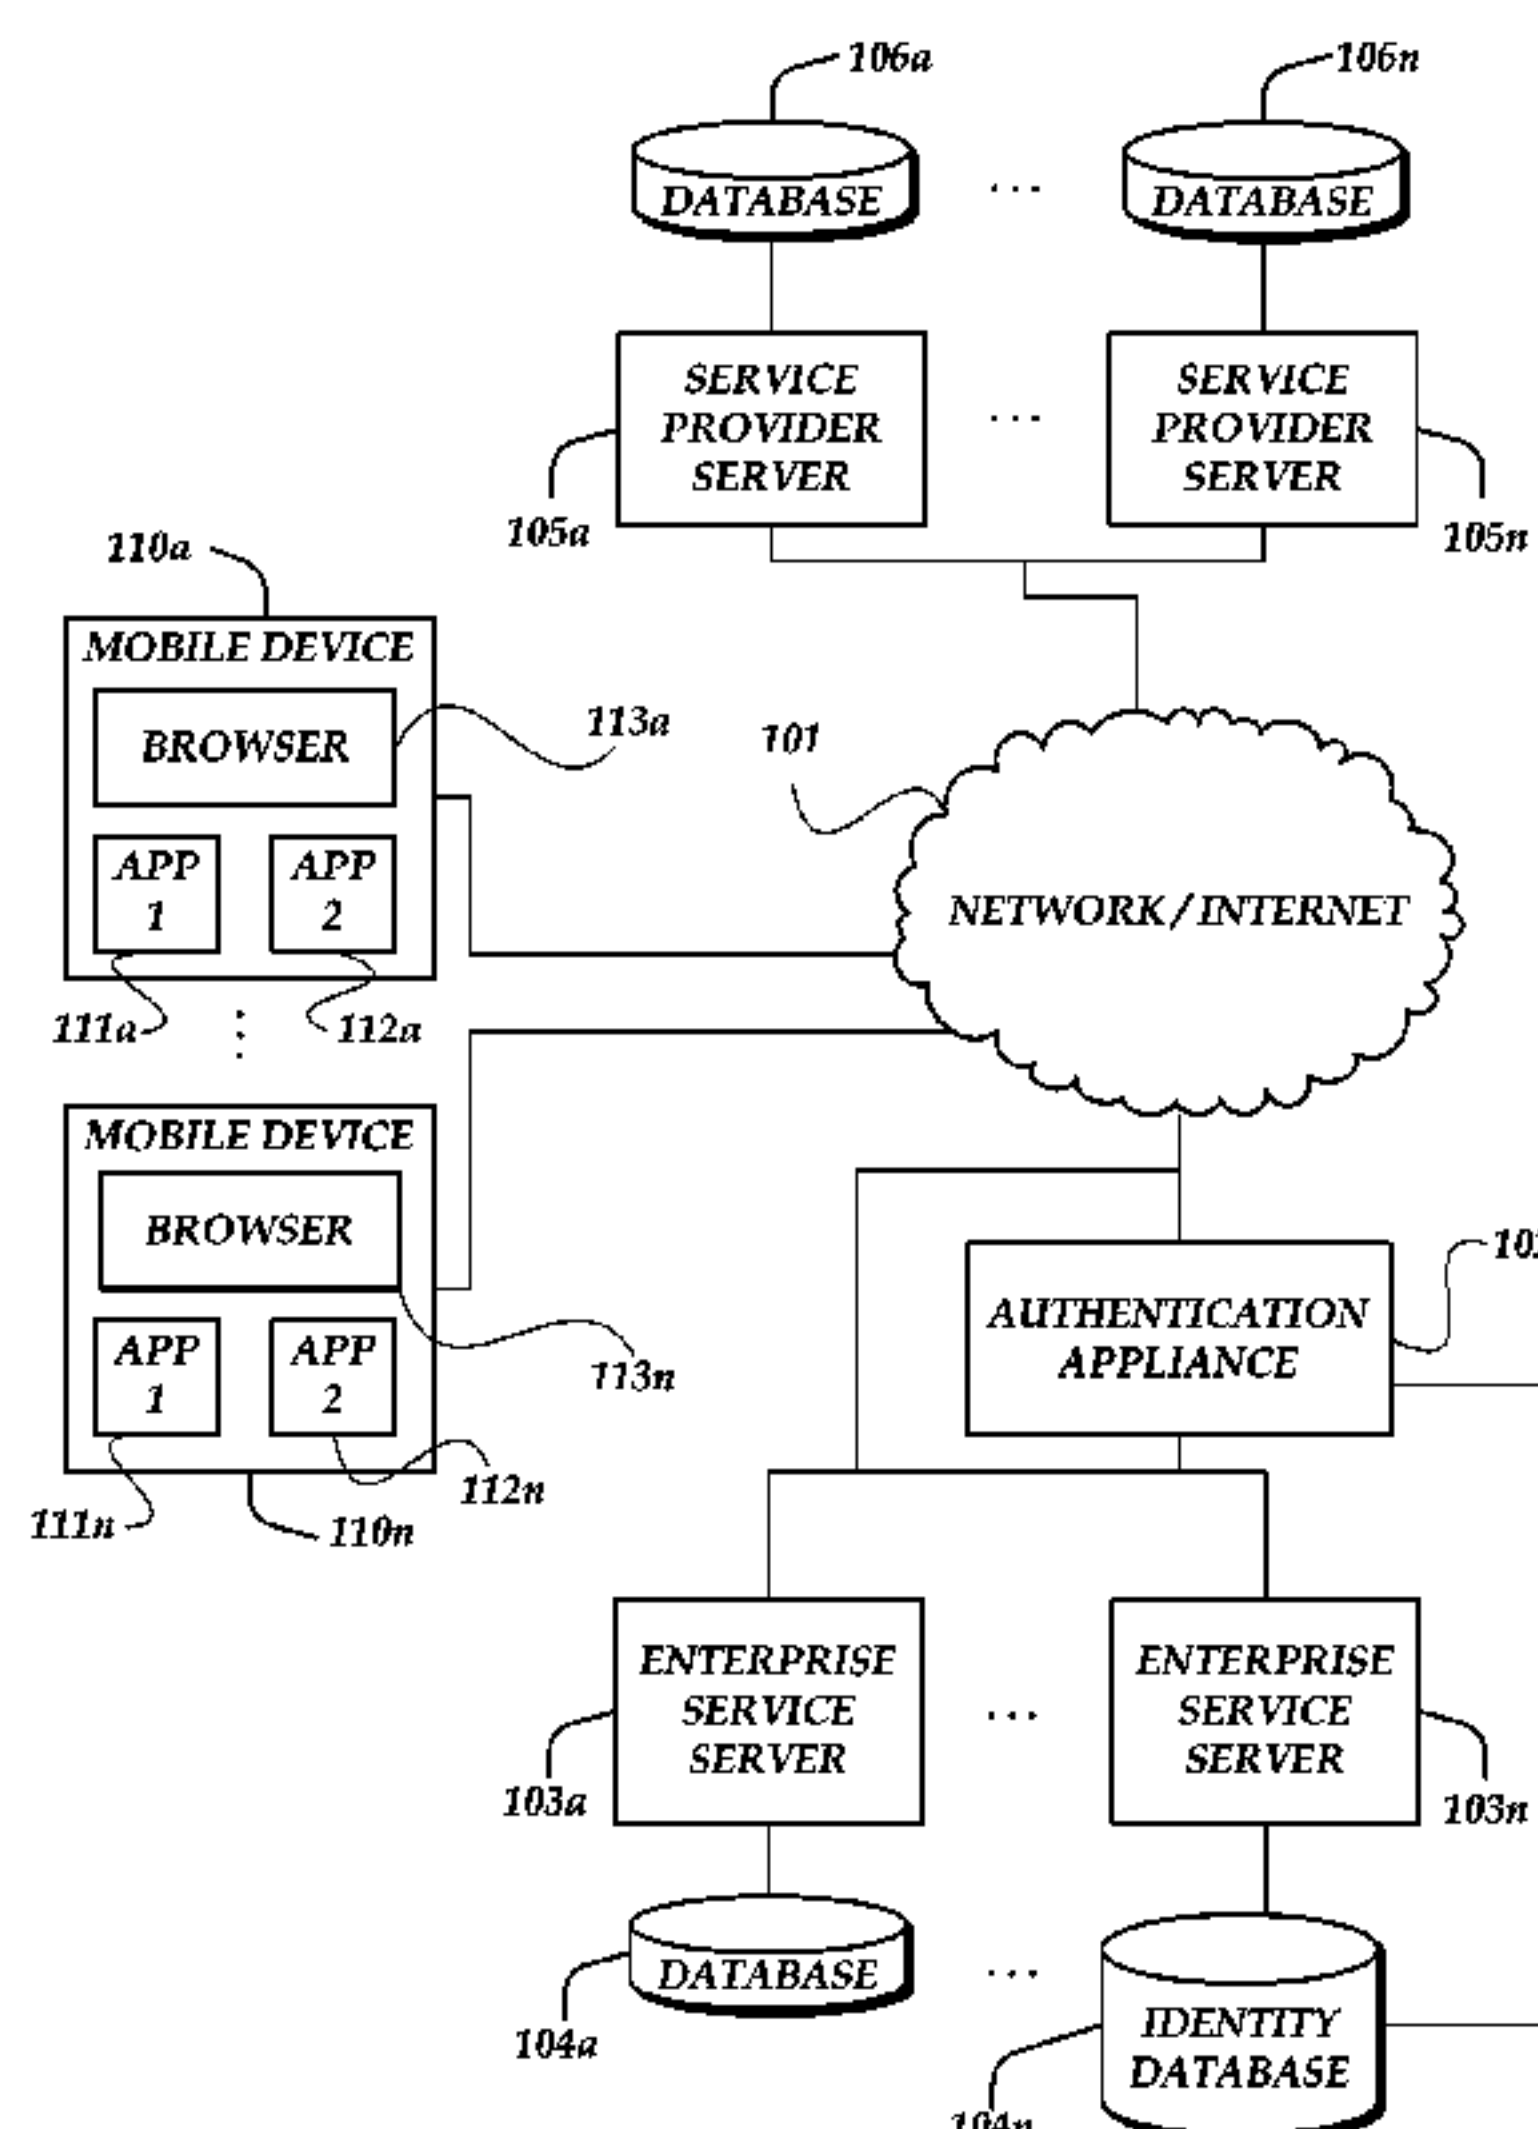 106a
106n
DATABASE
...
DATABASE
SERVICE
PROVIDER
SERVER
...
SERVICE
PROVIDER
SERVER
105a
105n
110a
MOBILE DEVICE
BROWSER
113a
APP
1
APP
2
111a
112a
101
NETWORK/INTERNET
MOBILE DEVICE
BROWSER
113n
APP
1
APP
2
111n
112n
110n
AUTHENTICATION
APPLIANCE
ENTERPRISE
SERVICE
SERVER
...
ENTERPRISE
SERVICE
SERVER
103a
103n
DATABASE
...
IDENTITY
DATABASE
104a
104n